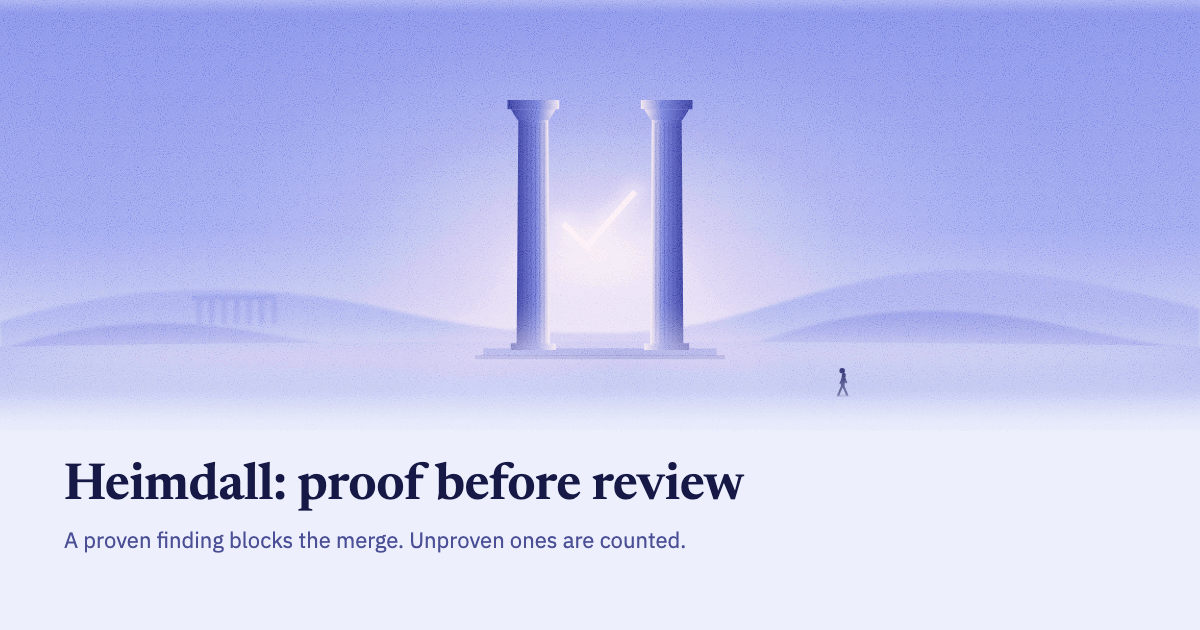 Heimdall: proof before review
A proven finding blocks the merge. Unproven ones are counted.